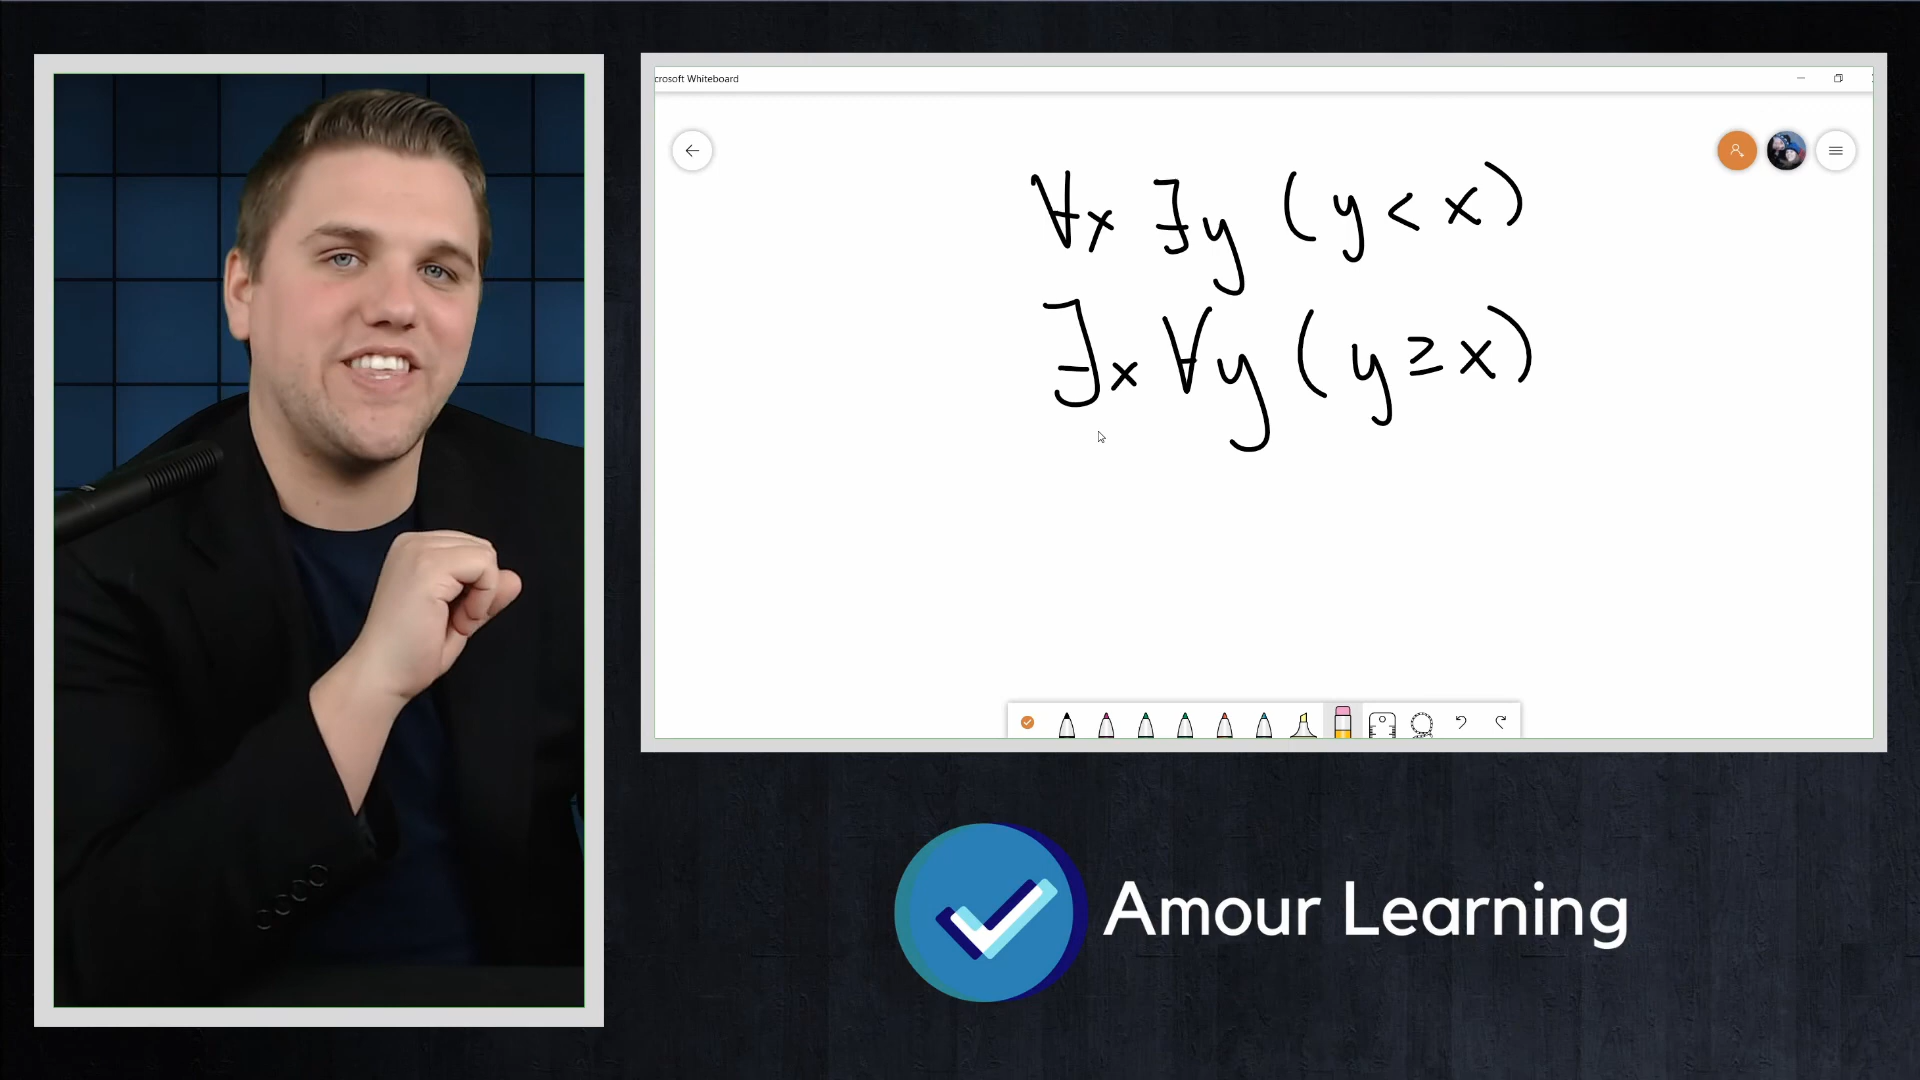 crosoft Whiteboard
∀x ∃y (y < x)
∃x ∀y (y ≥ x)
Amour Learning